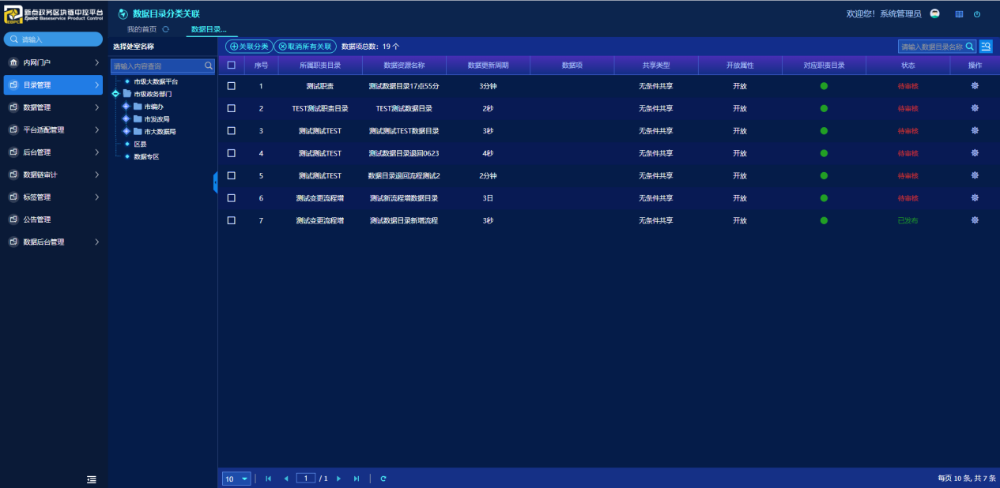 新点政务区块链中控平台
Epoint Baseservice Product Control
EBPC
数据目录分类关联
欢迎您！系统管理员
我的首页
数据目录...
请输入
内网门户
目录管理
数据管理
平台适配管理
后台管理
数据链审计
标签管理
公告管理
数据后台管理
选择处室名称
请输入内容查询
市级大数据平台
市级政务部门
市编办
市发改局
市大数据局
区县
数据专区
关联分类 取消所有关联 数据项总数：19 个
请输入数据目录名称
序号 所属职责目录 数据资源名称 数据更新周期 数据项 共享类型 开放属性 对应职责目录 状态 操作
1 测试职责 测试数据目录17点55分 3分钟 无条件共享 开放 待审核
2 TEST测试职责目录 TEST测试数据目录 2秒 无条件共享 开放 待审核
3 测试测试TEST 测试测试TEST数据目录 3秒 无条件共享 开放 待审核
4 测试测试TEST 测试数据目录退回0623 4秒 无条件共享 开放 待审核
5 测试测试TEST 数据目录退回流程测试2 2分钟 无条件共享 开放 待审核
6 测试变更流程增 测试新流程增数据目录 3日 无条件共享 开放 待审核
7 测试变更流程增 测试数据目录新增流程 3秒 无条件共享 开放 已发布
10 1 / 1
每页 10 条, 共 7 条